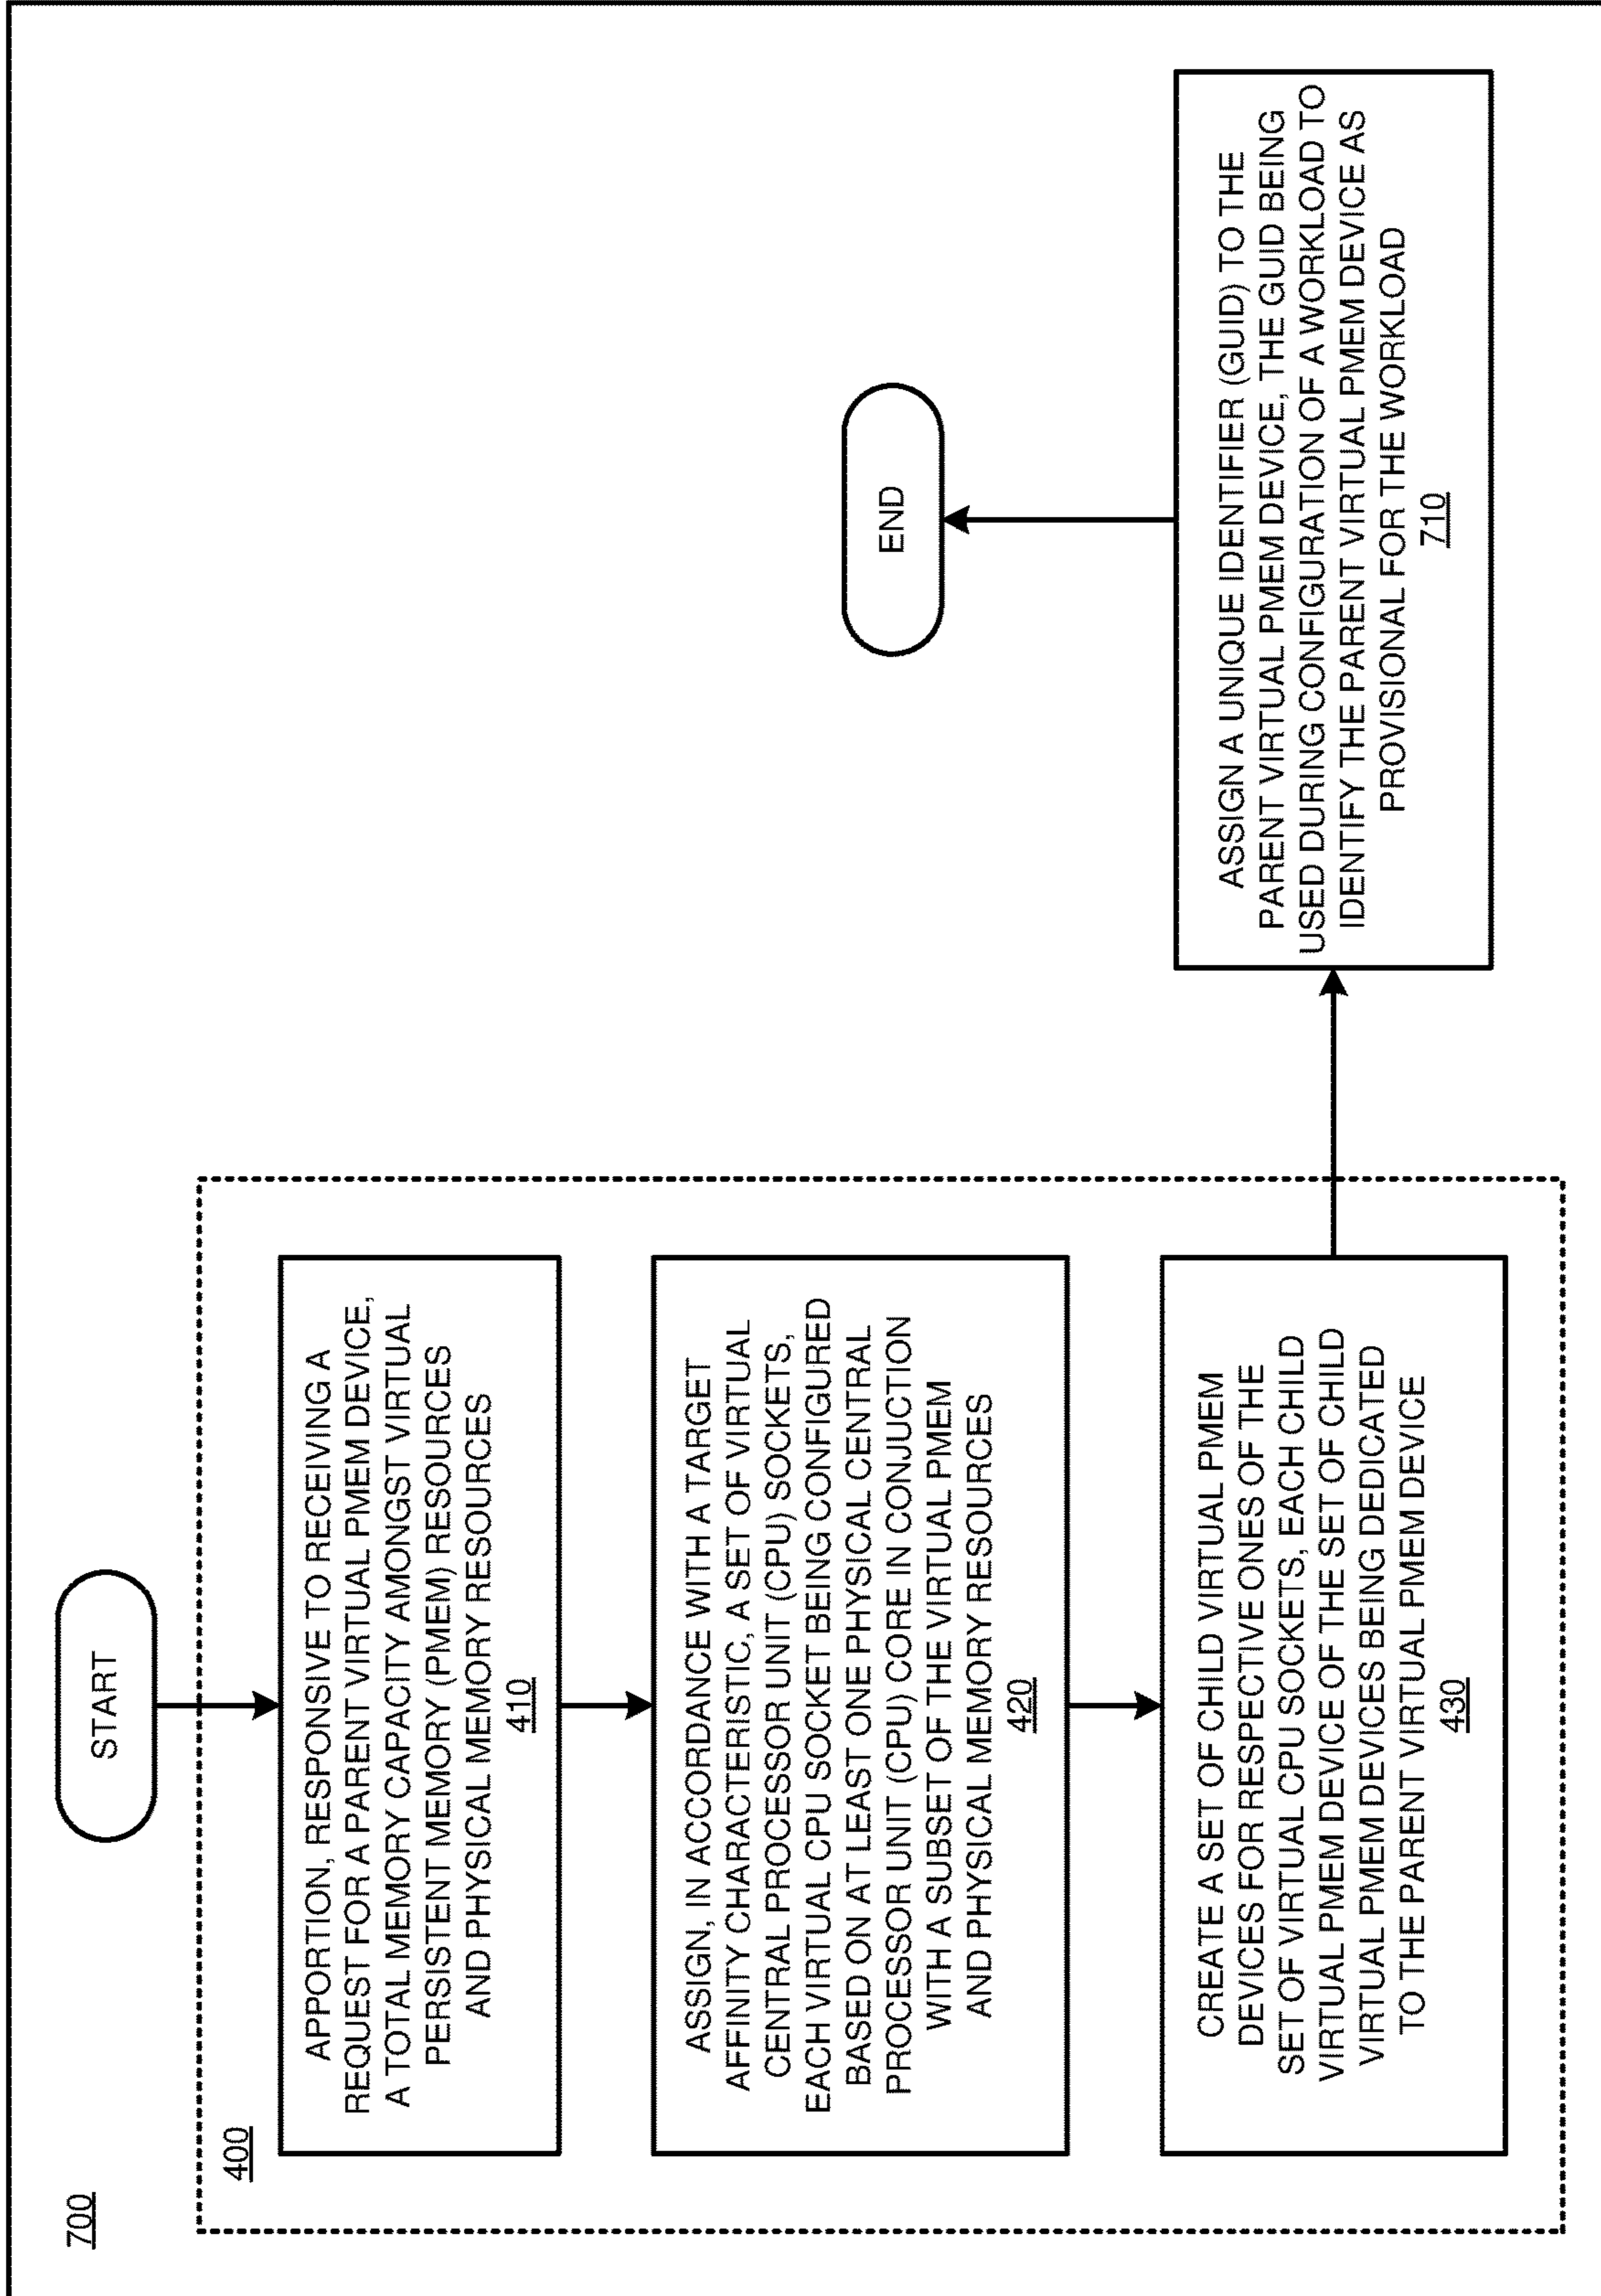 700
START
400
APPORTION, RESPONSIVE TO RECEIVING A
REQUEST FOR A PARENT VIRTUAL PMEM DEVICE,
A TOTAL MEMORY CAPACITY AMONGST VIRTUAL
PERSISTENT MEMORY (PMEM) RESOURCES
AND PHYSICAL MEMORY RESOURCES
410
ASSIGN, IN ACCORDANCE WITH A TARGET
AFFINITY CHARACTERISTIC, A SET OF VIRTUAL
CENTRAL PROCESSOR UNIT (CPU) SOCKETS,
EACH VIRTUAL CPU SOCKET BEING CONFIGURED
BASED ON AT LEAST ONE PHYSICAL CENTRAL
PROCESSOR UNIT (CPU) CORE IN CONJUCTION
WITH A SUBSET OF THE VIRTUAL PMEM
AND PHYSICAL MEMORY RESOURCES
420
CREATE A SET OF CHILD VIRTUAL PMEM
DEVICES FOR RESPECTIVE ONES OF THE
SET OF VIRTUAL CPU SOCKETS, EACH CHILD
VIRTUAL PMEM DEVICE OF THE SET OF CHILD
VIRTUAL PMEM DEVICES BEING DEDICATED
TO THE PARENT VIRTUAL PMEM DEVICE
430
ASSIGN A UNIQUE IDENTIFIER (GUID) TO THE
PARENT VIRTUAL PMEM DEVICE, THE GUID BEING
USED DURING CONFIGURATION OF A WORKLOAD TO
IDENTIFY THE PARENT VIRTUAL PMEM DEVICE AS
PROVISIONAL FOR THE WORKLOAD
710
END